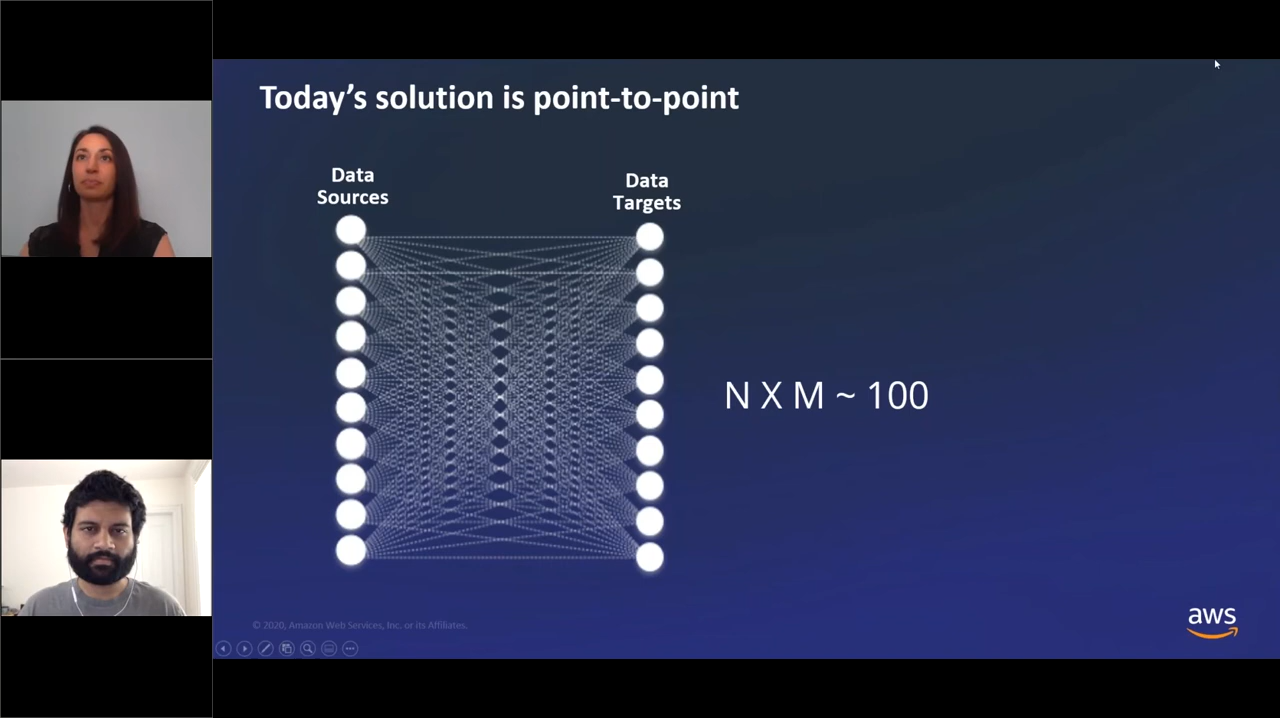 Today's solution is point-to-point
Data
Sources
Data
Targets
N X M ~ 100
© 2020, Amazon Web Services, Inc. or its Affiliates.
aws